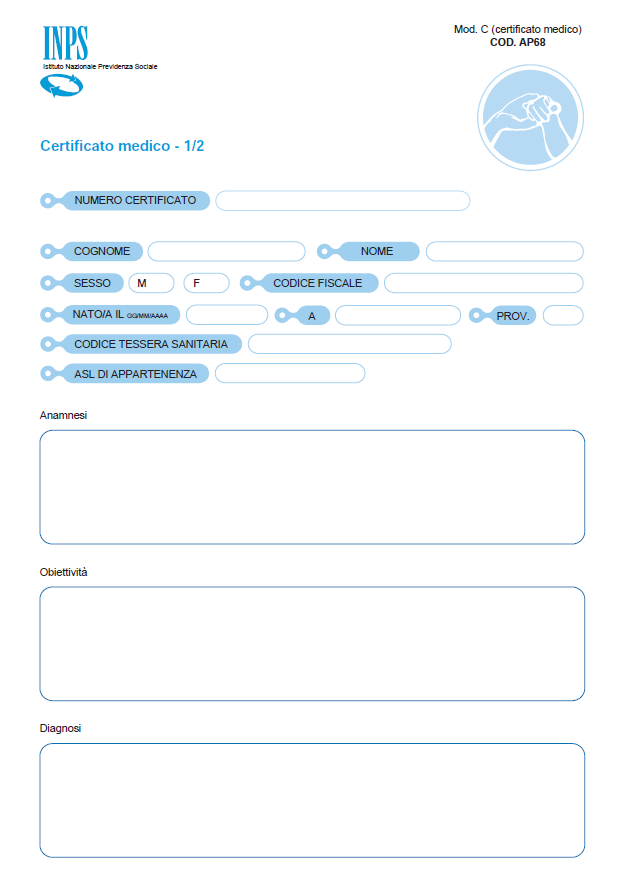 INPS
Istituto Nazionale Previdenza Sociale
Mod. C (certificato medico)
COD. AP68
Certificato medico - 1/2
NUMERO CERTIFICATO
COGNOME NOME
SESSO M F CODICE FISCALE
NATO/A IL GG/MM/AAAA A PROV.
CODICE TESSERA SANITARIA
ASL DI APPARTENENZA
Anamnesi
Obiettività
Diagnosi